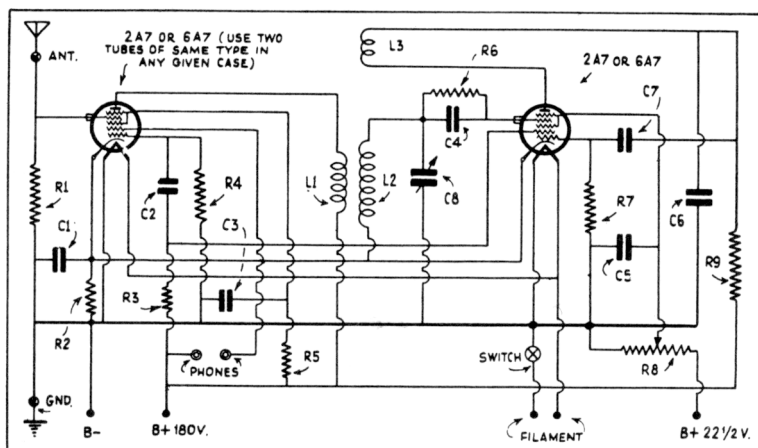 2A7 OR 6A7 (USE TWO
TUBES OF SAME TYPE IN
ANY GIVEN CASE)
ANT.
L3
R6
2A7 OR 6A7
C7
C4
R1
C2
R4
L1
L2
C8
R7
C6
C1
C3
C5
R9
R3
R2
R5
PHONES
SWITCH
R8
GND.
B-
B+ 180V.
FILAMENT
B+ 22 1/2 V.